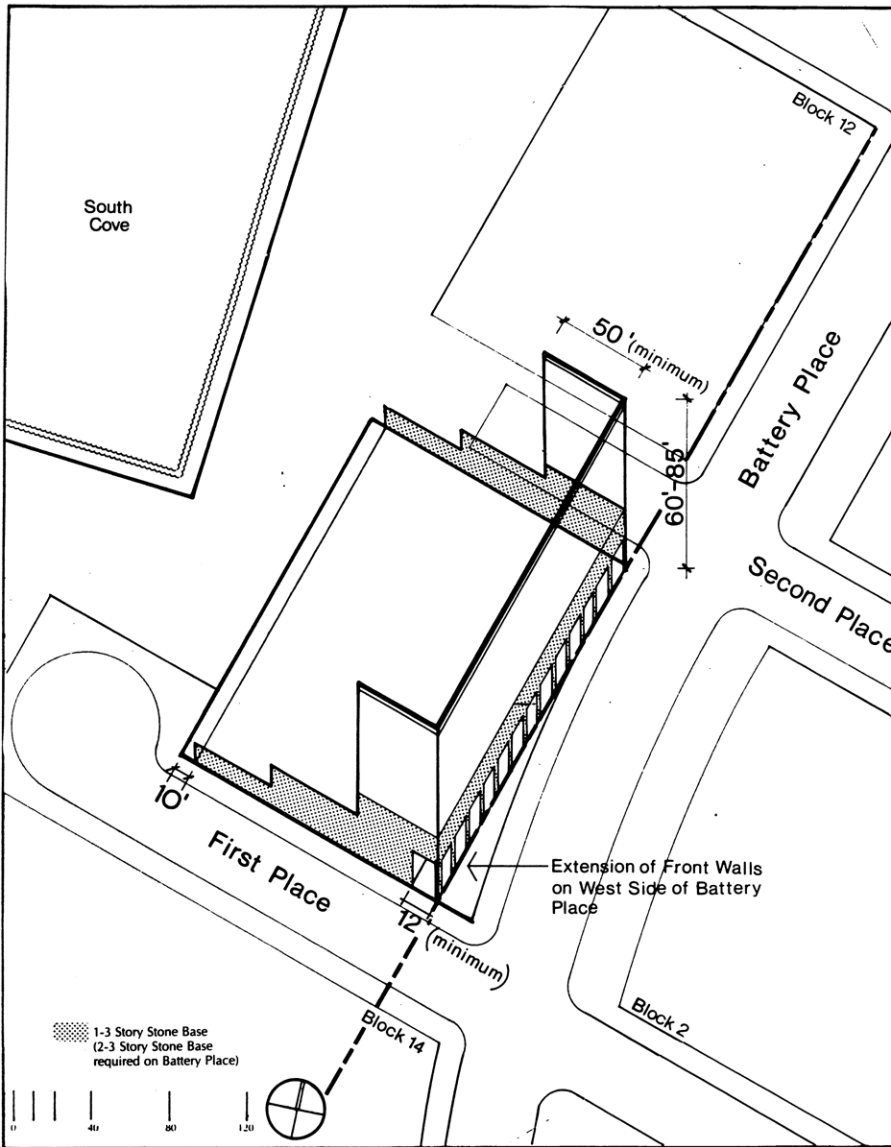 Block 12
South
Cove
50' (minimum)
Battery Place
60'-85'
Second Place
10'
First Place
Extension of Front Walls
on West Side of Battery
Place
12' (minimum)
Block 2
Block 14
1-3 Story Stone Base
(2-3 Story Stone Base
required on Battery Place)
0 40 80 120